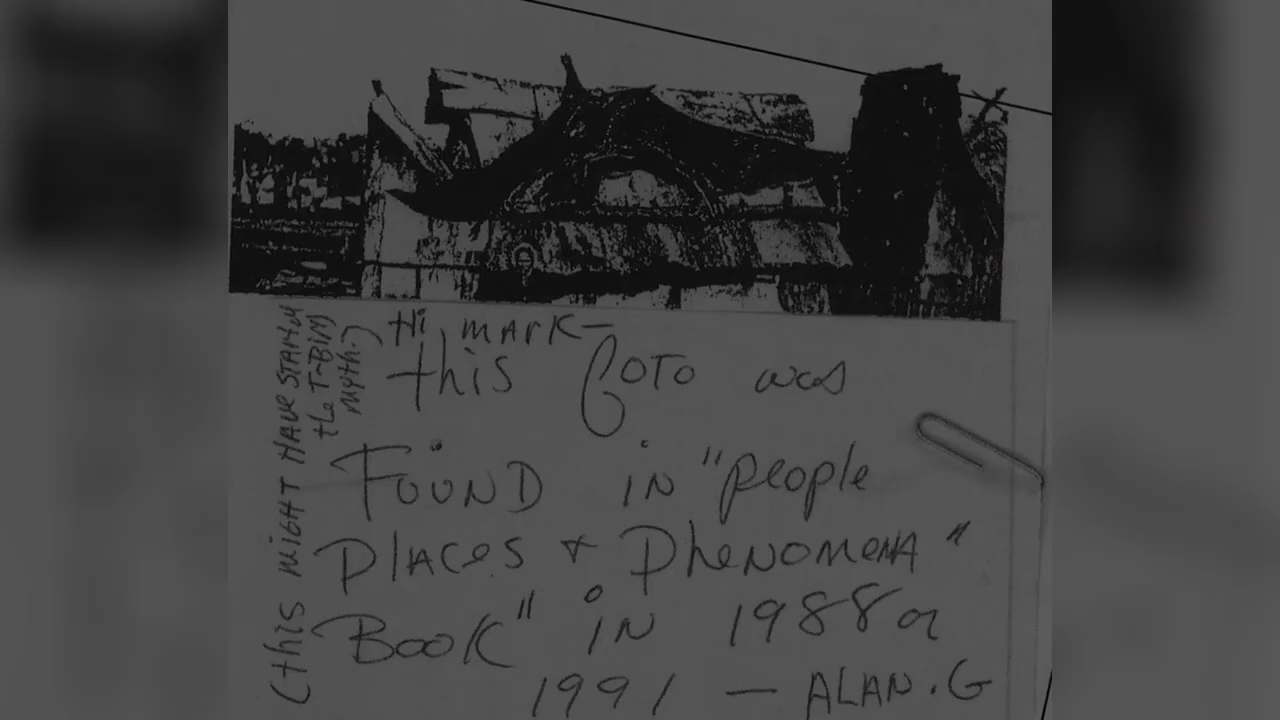 Hi, MARK—
this foto was
FOUND in "people
Places + Phenomena"
Book" in 1988 or
1991 — ALAN.G
(this might HAVE STARTed
the T-Bird
Myth.)